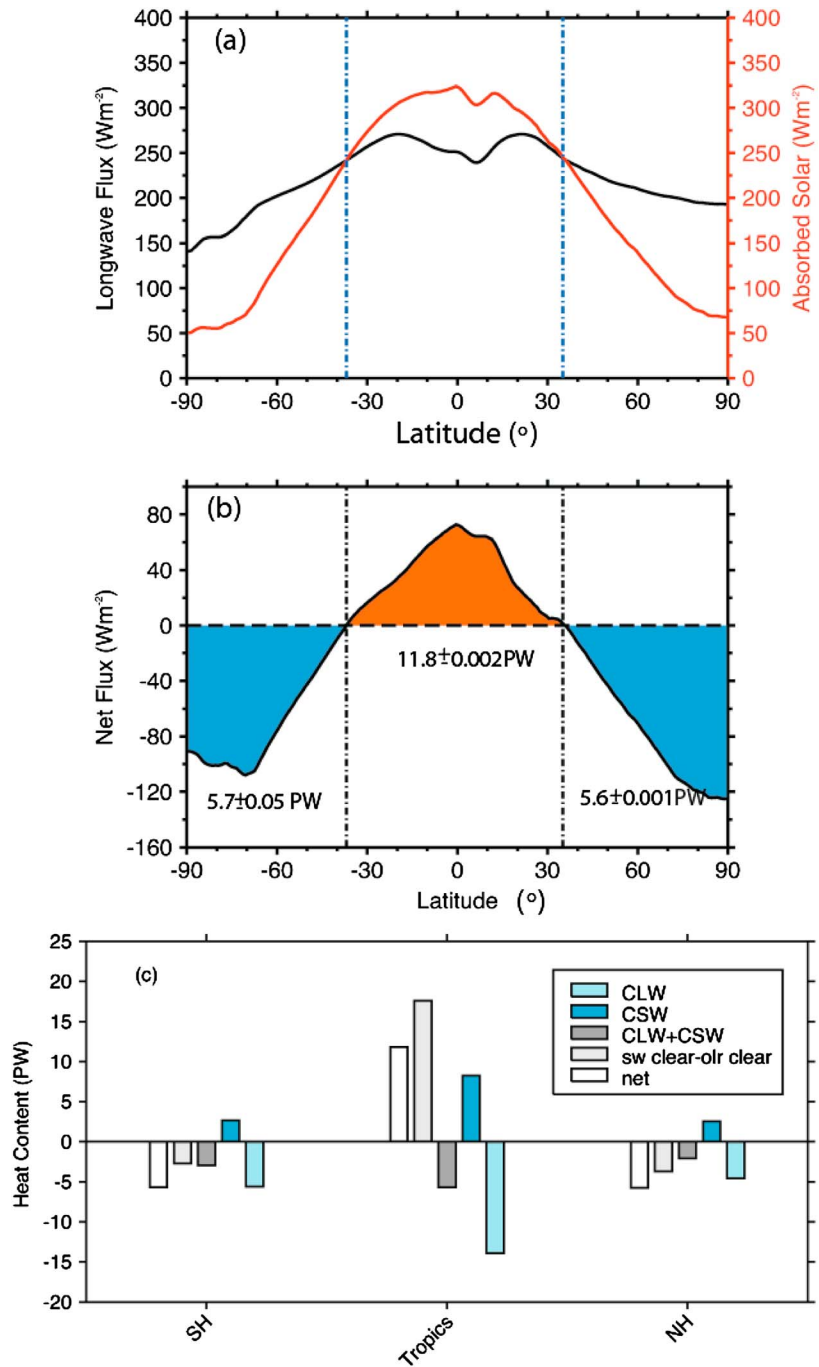 (a)
400
350
300
250
200
150
100
50
0
Longwave Flux (Wm-2)
400
350
300
250
200
150
100
50
0
Absorbed Solar (Wm-2)
-90 -60 -30 0 30 60 90
Latitude (o)
(b)
80
40
0
-40
-80
-120
-160
Net Flux (Wm-2)
11.8±0.002PW
5.7±0.05 PW
5.6±0.001PW
-90 -60 -30 0 30 60 90
Latitude (o)
(c)
25
20
15
10
5
0
-5
-10
-15
-20
Heat Content (PW)
CLW
CSW
CLW+CSW
sw clear-olr clear
net
SH Tropics NH